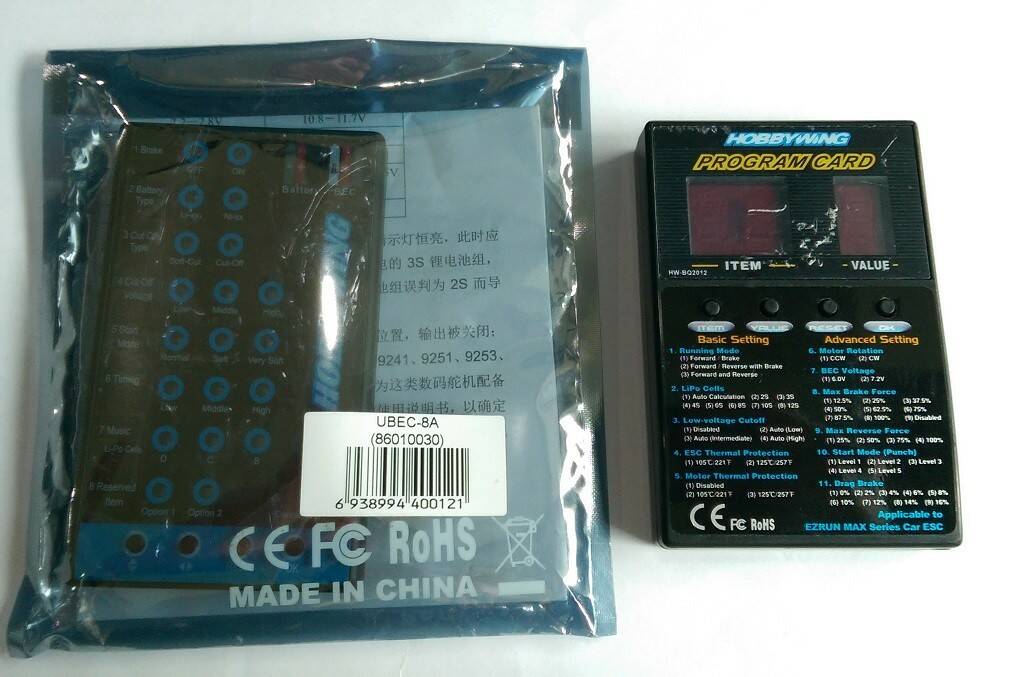 10.8－11.7V
1 Brake
OFF ON
Battery BEC
2 Battery Type
Li-xx Ni-xx
3 Cut Off Type
Soft-Cut Cut-Off
4 Cut Off Voltage
Low Middle High
5 Start Mode
Normal Soft Very Soft
6 Timing
Low Middle High
7 Music
Li-Po Cells
D C B
8 Reserved Item
Option 1 Option 2
HOBBYWING
示灯恒亮，此时应
电的 3S 锂电池组，
池组误判为 2S 而导
位置，输出被关闭；
9241、9251、9253、
为这类数码舵机配备
使用说明书，以确定
UBEC-8A
(86010030)
6 938994 400121
CE FC RoHS
MADE IN CHINA
HOBBYWING
PROGRAM CARD
HW-BQ2012
ITEM VALUE
ITEM VALUE RESET OK
Basic Setting
1. Running Mode
(1) Forward / Brake
(2) Forward / Reverse with Brake
(3) Forward and Reverse
2. LiPo Cells
(1) Auto Calculation (2) 2S (3) 3S
(4) 4S (5) 6S (6) 8S (7) 10S (8) 12S
3. Low-voltage Cutoff
(1) Disabled (2) Auto (Low)
(3) Auto (Intermediate) (4) Auto (High)
4. ESC Thermal Protection
(1) 105℃/221℉ (2) 125℃/257℉
5. Motor Thermal Protection
(1) Disabled
(2) 105℃/221℉ (3) 125℃/257℉
CE FC RoHS
Advanced Setting
6. Motor Rotation
(1) CCW (2) CW
7. BEC Voltage
(1) 6.0V (2) 7.2V
8. Max Brake Force
(1) 12.5% (2) 25% (3) 37.5%
(4) 50% (5) 62.5% (6) 75%
(7) 87.5% (8) 100% (9) Disabled
9. Max Reverse Force
(1) 25% (2) 50% (3) 75% (4) 100%
10. Start Mode (Punch)
(1) Level 1 (2) Level 2 (3) Level 3
(4) Level 4 (5) Level 5
11. Drag Brake
(1) 0% (2) 2% (3) 4% (4) 6% (5) 8%
(6) 10% (7) 12% (8) 14% (9) 16%
Applicable to
EZRUN MAX Series Car ESC